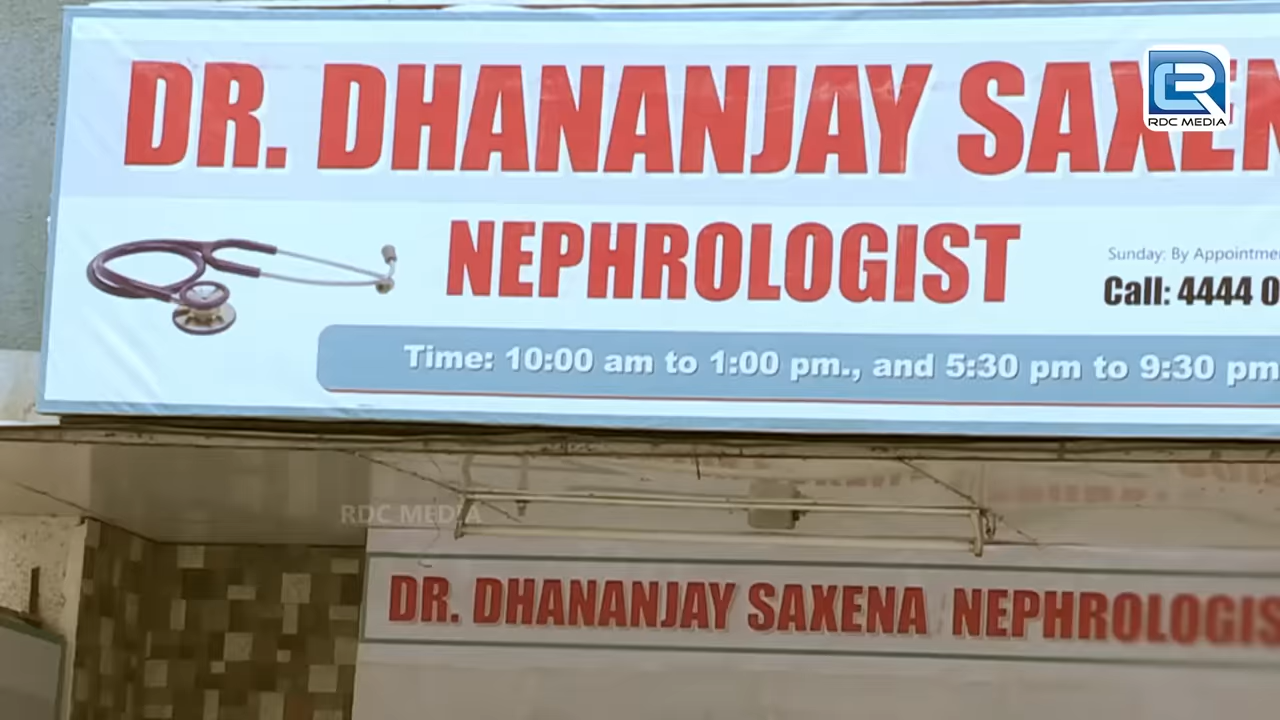 DR. DHANANJAY SAXEN
RDC MEDIA
NEPHROLOGIST
Sunday: By Appointme
Call: 4444 0
Time: 10:00 am to 1:00 pm., and 5:30 pm to 9:30 pm
RDC MEDIA
DR. DHANANJAY SAXENA NEPHROLOGIS